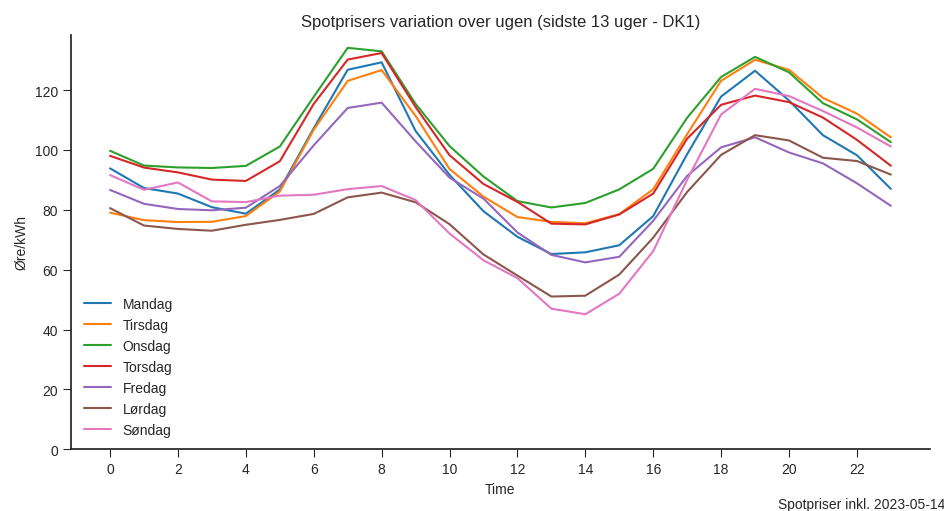 Spotprisers variation over ugen (sidste 13 uger - DK1)
Øre/kWh
120
100
80
60
40
20
0
Mandag
Tirsdag
Onsdag
Torsdag
Fredag
Lørdag
Søndag
0 2 4 6 8 10 12 14 16 18 20 22
Time
Spotpriser inkl. 2023-05-14